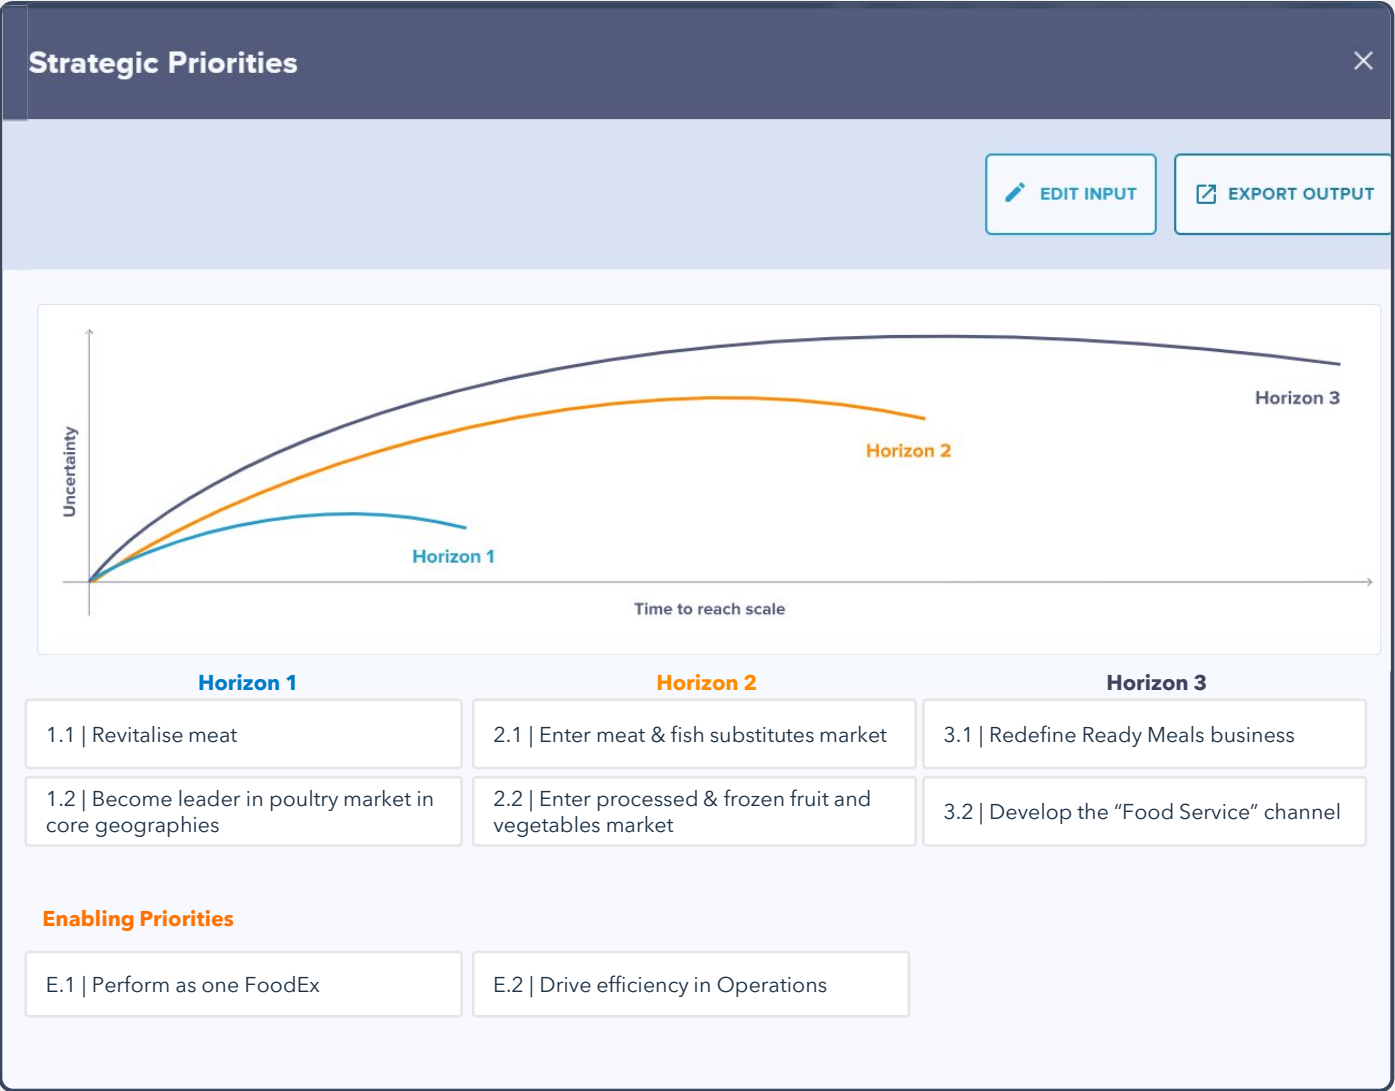 Strategic Priorities
EDIT INPUT
EXPORT OUTPUT
Uncertainty
Horizon 3
Horizon 2
Horizon 1
Time to reach scale
Horizon 1
Horizon 2
Horizon 3
1.1 | Revitalise meat
2.1 | Enter meat & fish substitutes market
3.1 | Redefine Ready Meals business
1.2 | Become leader in poultry market in
core geographies
2.2 | Enter processed & frozen fruit and
vegetables market
3.2 | Develop the “Food Service” channel
Enabling Priorities
E.1 | Perform as one FoodEx
E.2 | Drive efficiency in Operations